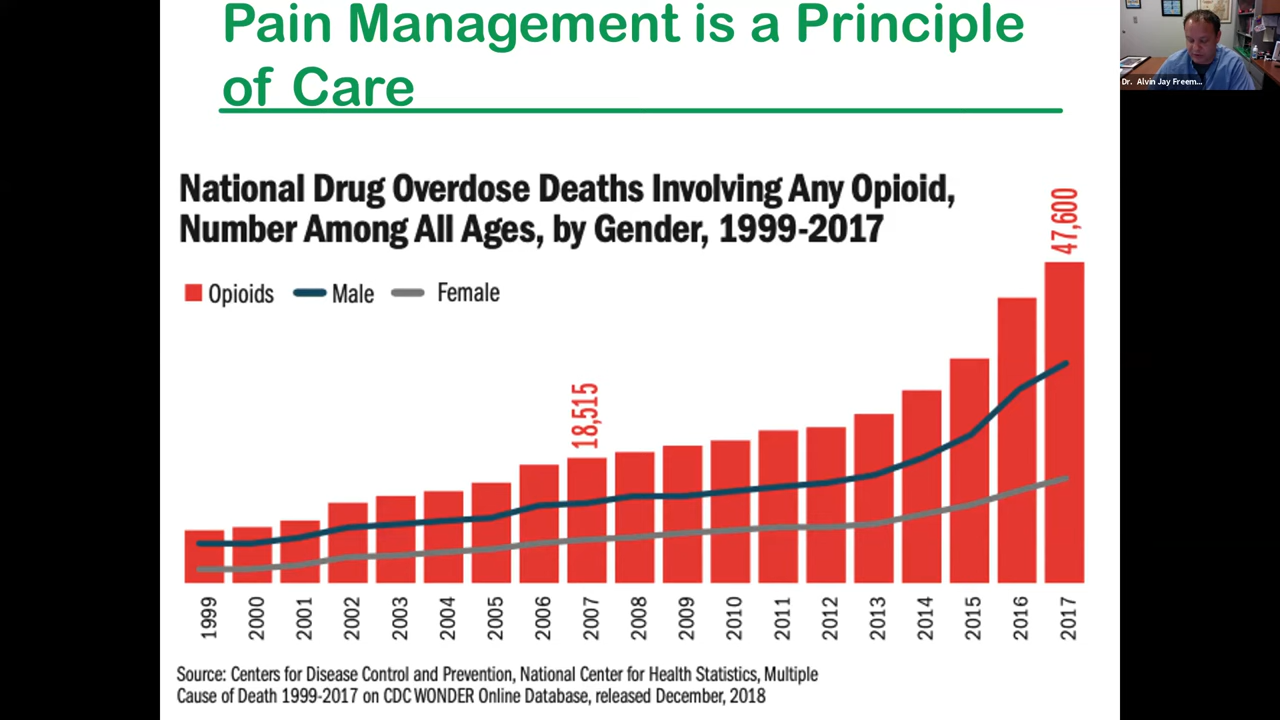 Pain Management is a Principle
of Care
Dr. Alvin Jay Freem...
National Drug Overdose Deaths Involving Any Opioid,
Number Among All Ages, by Gender, 1999-2017
47,600
Opioids Male Female
18,515
1999 2000 2001 2002 2003 2004 2005 2006 2007 2008 2009 2010 2011 2012 2013 2014 2015 2016 2017
Source: Centers for Disease Control and Prevention, National Center for Health Statistics, Multiple
Cause of Death 1999-2017 on CDC WONDER Online Database, released December, 2018